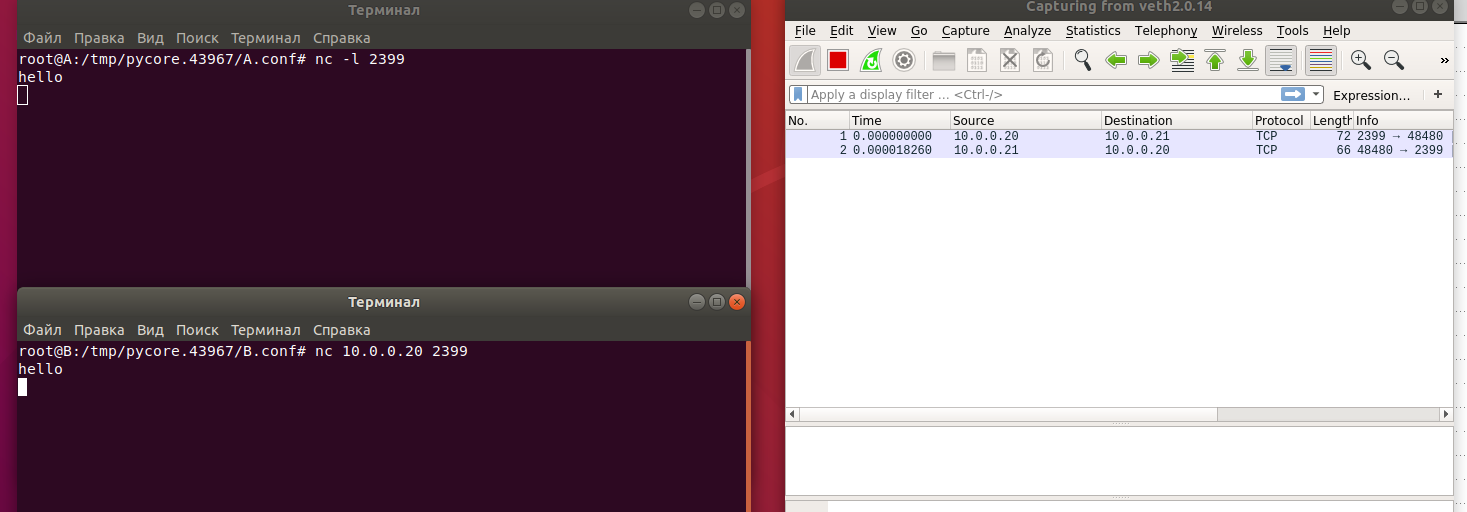 Терминал
Файл Правка Вид Поиск Терминал Справка
root@A:/tmp/pycore.43967/A.conf# nc -l 2399
hello
Терминал
Файл Правка Вид Поиск Терминал Справка
root@B:/tmp/pycore.43967/B.conf# nc 10.0.0.20 2399
hello
Capturing from veth2.0.14
File Edit View Go Capture Analyze Statistics Telephony Wireless Tools Help
»
Apply a display filter ... <Ctrl-/> Expression... +
No. Time Source Destination Protocol Length Info
1 0.000000000 10.0.0.20 10.0.0.21 TCP 72 2399 → 48480
2 0.000018260 10.0.0.21 10.0.0.20 TCP 66 48480 → 2399